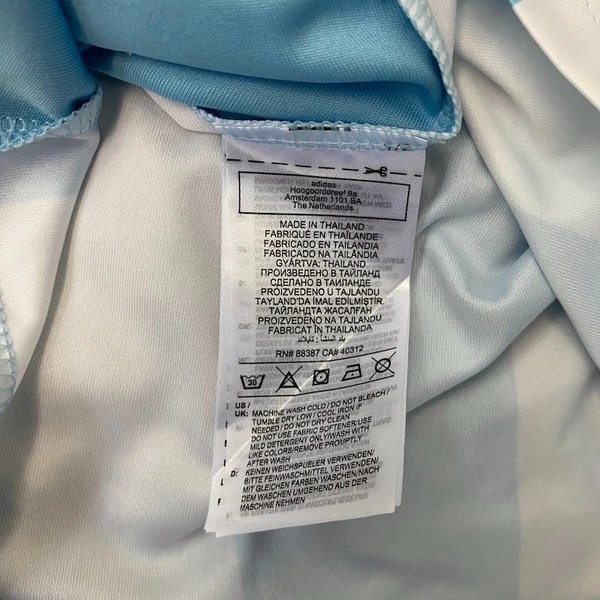 adidas
Hoogoorddreef 9a
Amsterdam 1101 BA
The Netherlands
MADE IN THAILAND
FABRIQUÉ EN THAÏLANDE
FABRICADO EN TAILANDIA
FABRICADO NA TAILÂNDIA
GYÁRTVA: THAILAND
ПРОИЗВЕДЕНО В ТАЙЛАНД
СДЕЛАНО В ТАИЛАНДЕ
PROIZVEDENO U TAJLANDU
TAYLAND'DA İMAL EDİLMİŞTİR.
ТАЙЛАНДТА ЖАСАЛҒАН
PROIZVEDENO NA TAJLANDU
FABRICAT ÎN THAILANDA
بلد المنشأ: تايلاند
RN# 88387 CA# 40312
30
US /
UK: MACHINE WASH COLD / DO NOT BLEACH /
TUMBLE DRY LOW / COOL IRON IF
NEEDED / DO NOT DRY CLEAN
DO NOT USE FABRIC SOFTENER/USE
MILD DETERGENT ONLY/WASH WITH
LIKE COLORS/REMOVE PROMPTLY
AFTER WASH
D: KEINEN WEICHSPUELER VERWENDEN/
BITTE FEINWASCHMITTEL VERWENDEN/
MIT GLEICHEN FARBEN WASCHEN/NACH
DEM WASCHEN UMGEHEND AUS DER
MASCHINE NEHMEN